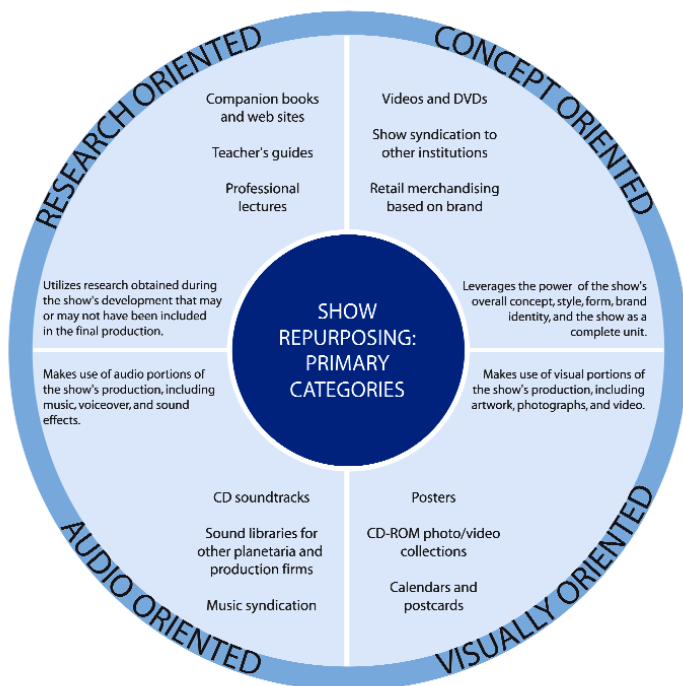 RESEARCH ORIENTED
Companion books
and web sites
Teacher's guides
Professional
lectures
Utilizes research obtained during
the show's development that may
or may not have been included
in the final production.
CONCEPT ORIENTED
Videos and DVDs
Show syndication to
other institutions
Retail merchandising
based on brand
Leverages the power of the show's
overall concept, style, form, brand
identity, and the show as a
complete unit.
SHOW
REPURPOSING:
PRIMARY
CATEGORIES
Makes use of audio portions of
the show's production, including
music, voiceover, and sound
effects.
CD soundtracks
Sound libraries for
other planetaria and
production firms
Music syndication
AUDIO ORIENTED
Makes use of visual portions of
the show's production, including
artwork, photographs, and video.
Posters
CD-ROM photo/video
collections
Calendars and
postcards
VISUALLY ORIENTED